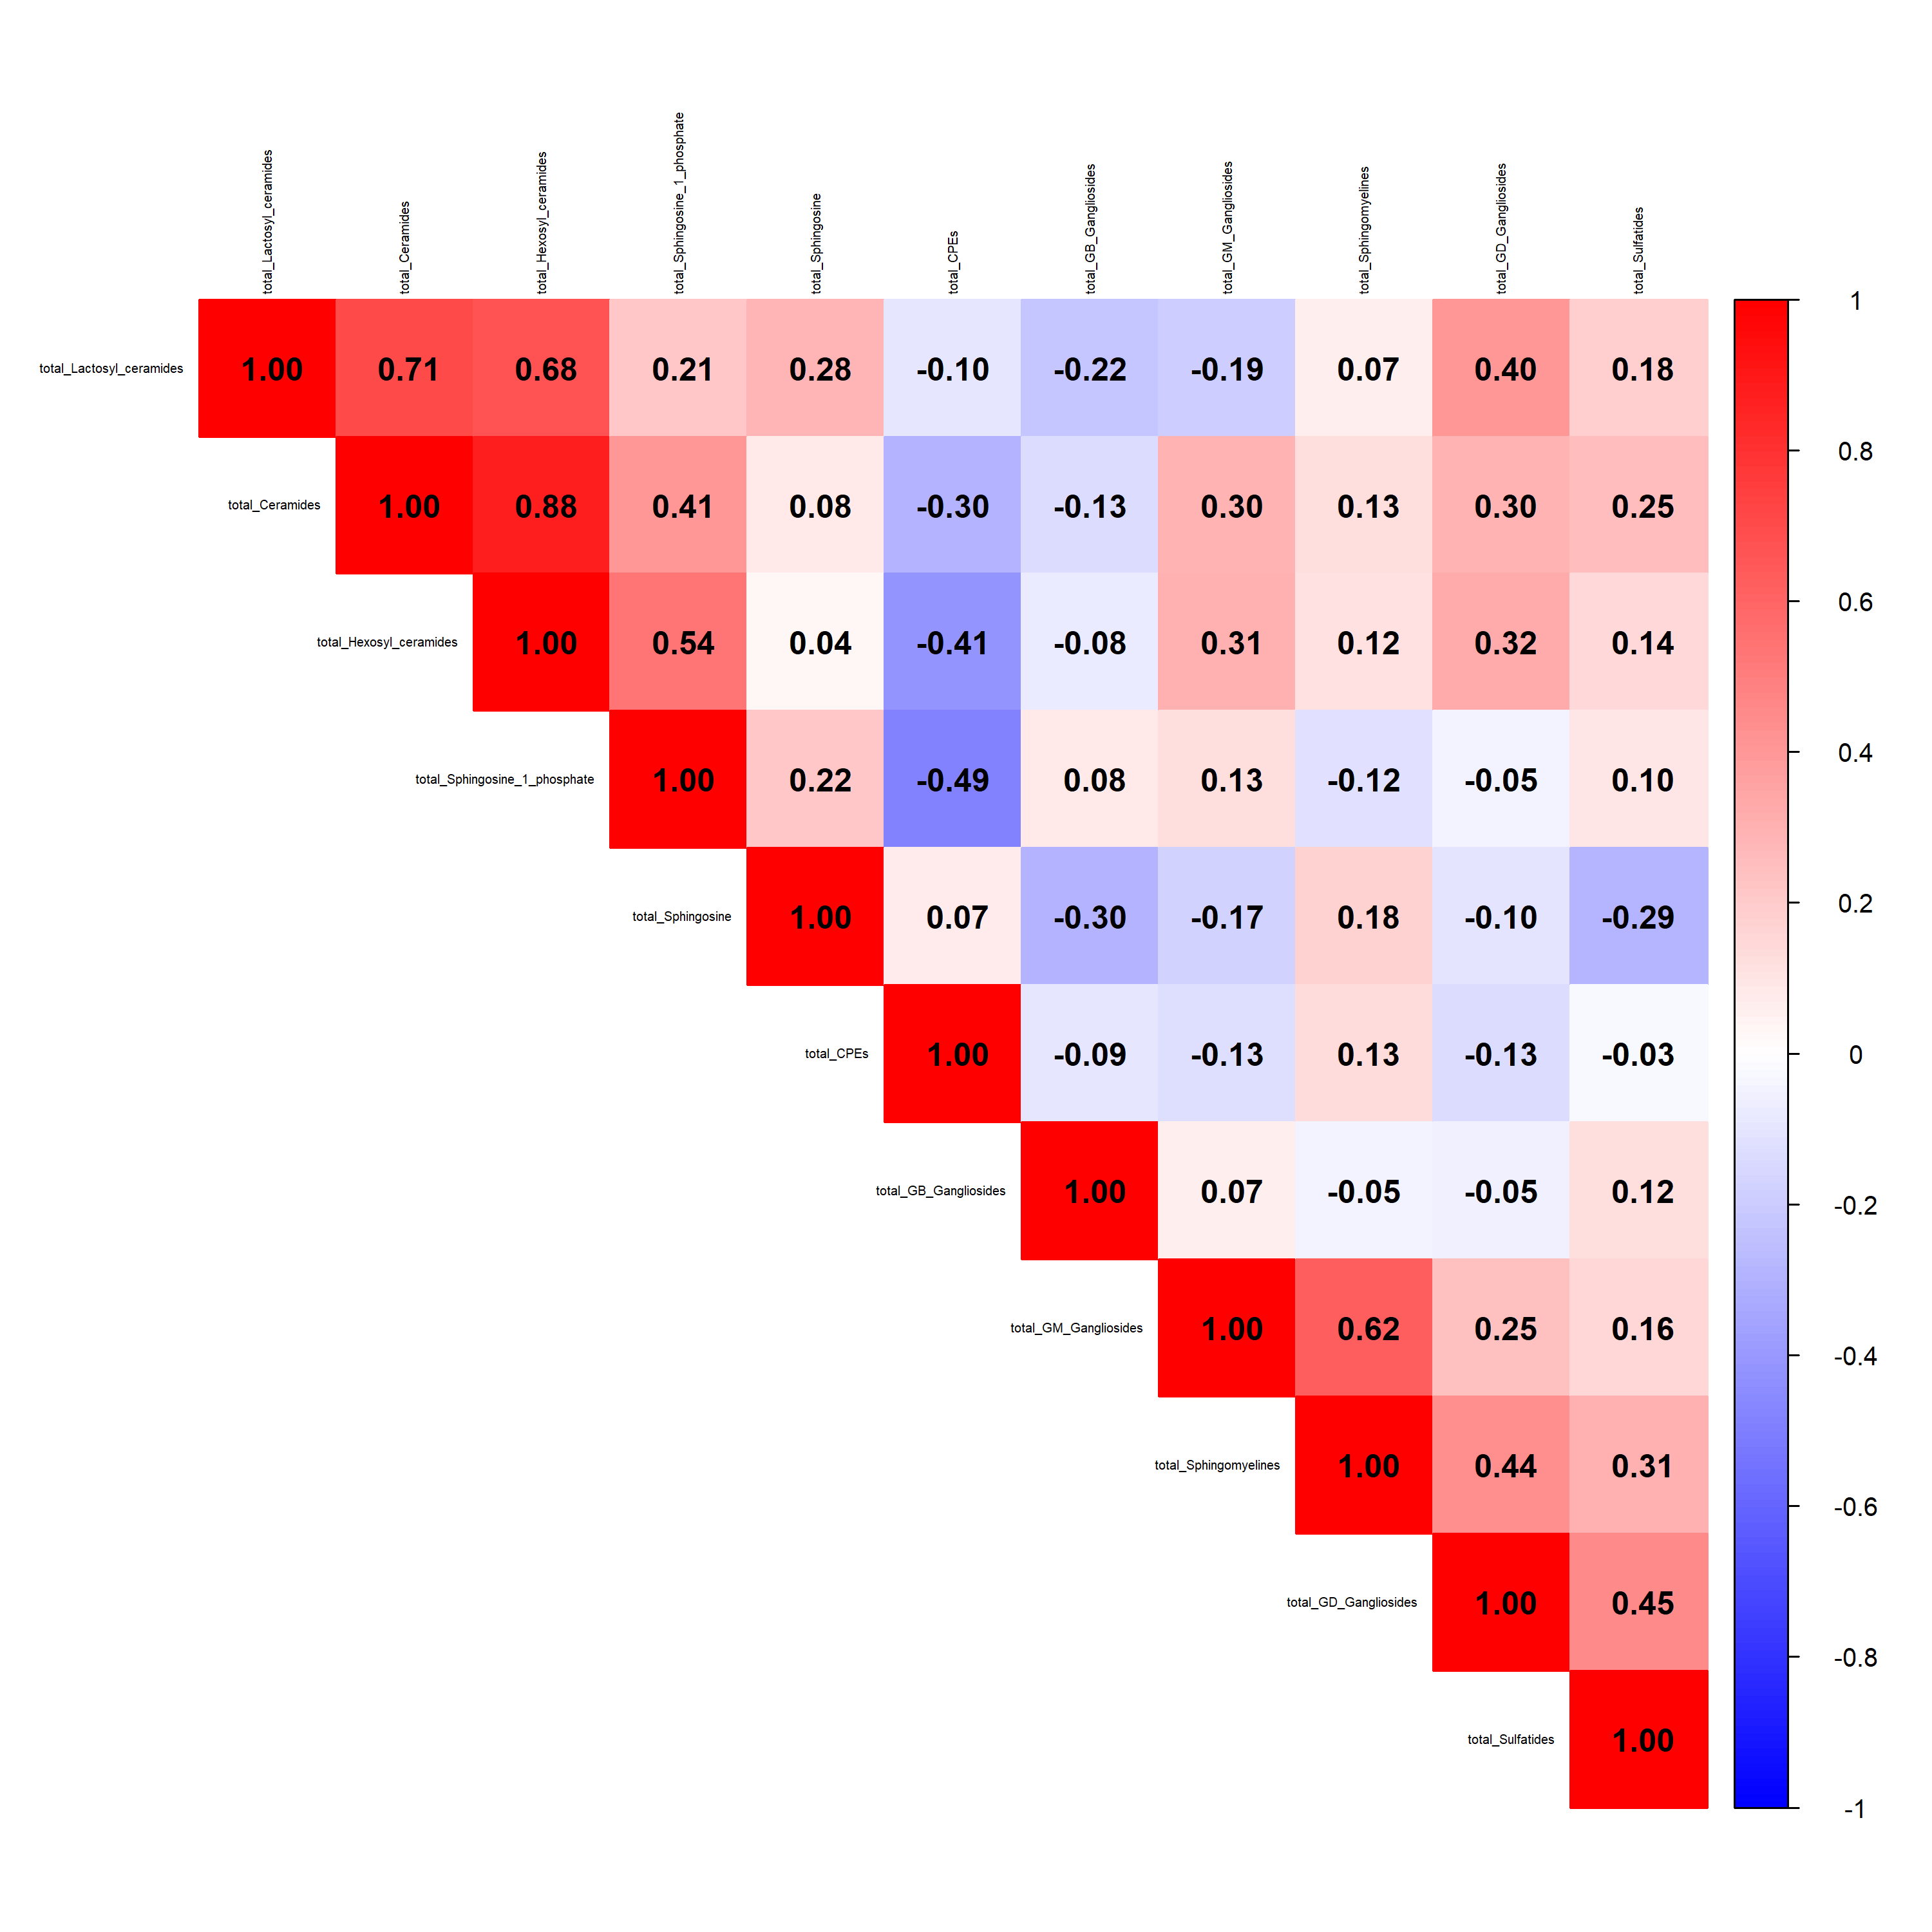 total_Lactosyl_ceramides
total_Ceramides
total_Hexosyl_ceramides
total_Sphingosine_1_phosphate
total_Sphingosine
total_CPEs
total_GB_Gangliosides
total_GM_Gangliosides
total_Sphingomyelines
total_GD_Gangliosides
total_Sulfatides
total_Lactosyl_ceramides 1.00 0.71 0.68 0.21 0.28 -0.10 -0.22 -0.19 0.07 0.40 0.18
total_Ceramides 1.00 0.88 0.41 0.08 -0.30 -0.13 0.30 0.13 0.30 0.25
total_Hexosyl_ceramides 1.00 0.54 0.04 -0.41 -0.08 0.31 0.12 0.32 0.14
total_Sphingosine_1_phosphate 1.00 0.22 -0.49 0.08 0.13 -0.12 -0.05 0.10
total_Sphingosine 1.00 0.07 -0.30 -0.17 0.18 -0.10 -0.29
total_CPEs 1.00 -0.09 -0.13 0.13 -0.13 -0.03
total_GB_Gangliosides 1.00 0.07 -0.05 -0.05 0.12
total_GM_Gangliosides 1.00 0.62 0.25 0.16
total_Sphingomyelines 1.00 0.44 0.31
total_GD_Gangliosides 1.00 0.45
total_Sulfatides 1.00
1
0.8
0.6
0.4
0.2
0
-0.2
-0.4
-0.6
-0.8
-1